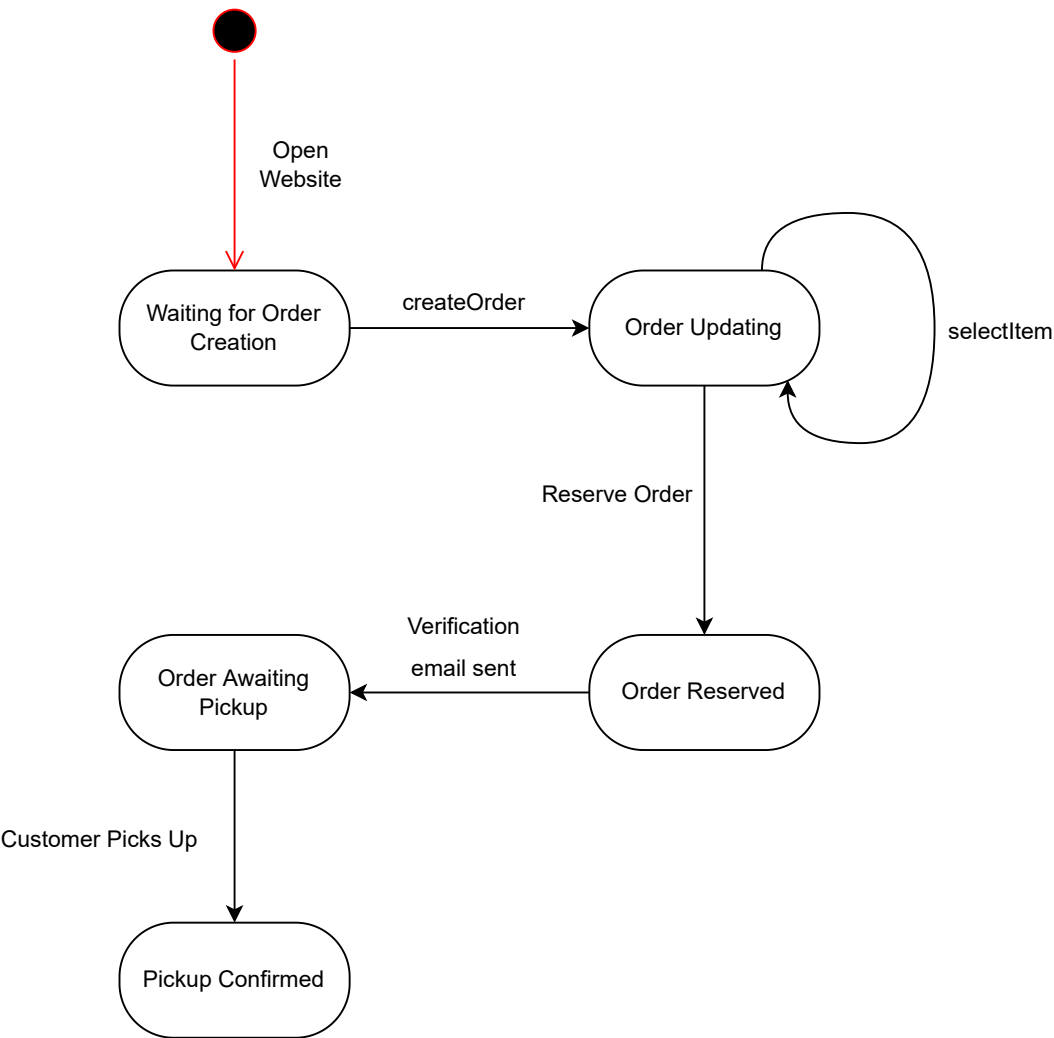 Open
Website
Waiting for Order
Creation
createOrder
Order Updating
selectItem
Reserve Order
Verification
email sent
Order Awaiting
Pickup
Order Reserved
Customer Picks Up
Pickup Confirmed